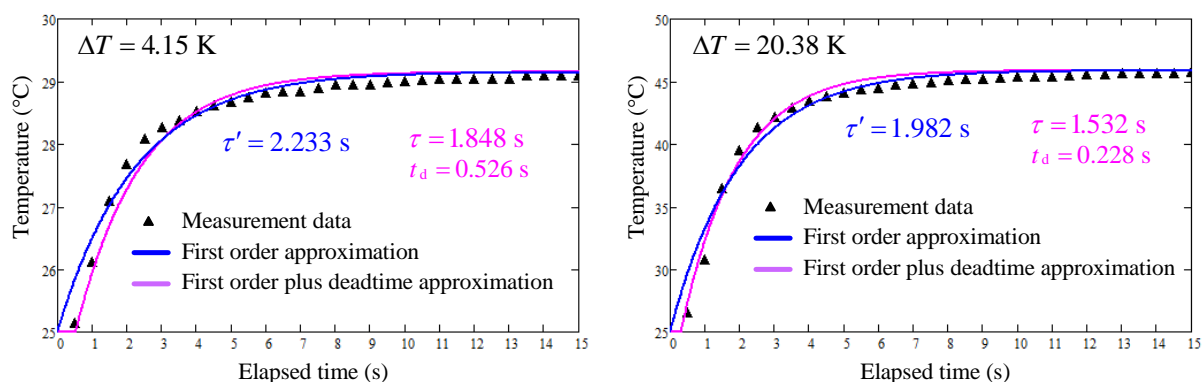 30
29
28
27
26
25
Temperature (°C)
ΔT = 4.15 K
τ′ = 2.233 s
τ = 1.848 s
t_d = 0.526 s
Measurement data
First order approximation
First order plus deadtime approximation
0 1 2 3 4 5 6 7 8 9 10 11 12 13 14 15
Elapsed time (s)
50
45
40
35
30
25
Temperature (°C)
ΔT = 20.38 K
τ′ = 1.982 s
τ = 1.532 s
t_d = 0.228 s
Measurement data
First order approximation
First order plus deadtime approximation
0 1 2 3 4 5 6 7 8 9 10 11 12 13 14 15
Elapsed time (s)